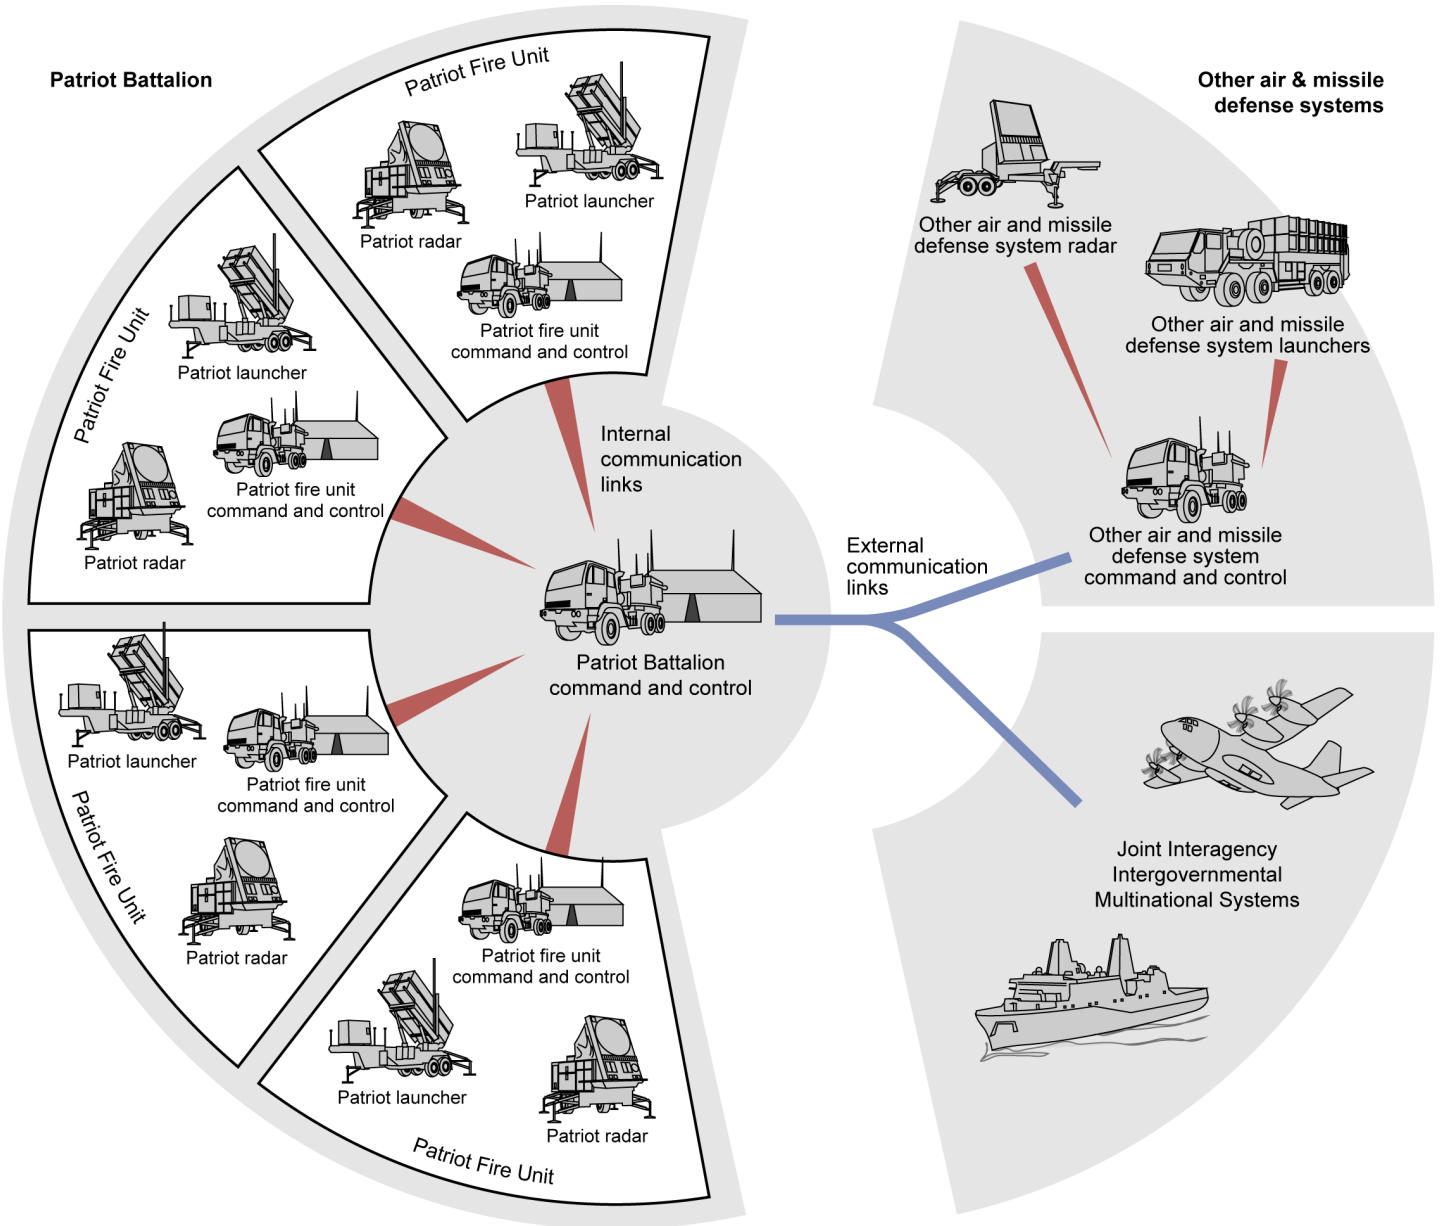 Patriot Battalion
Patriot Fire Unit
Patriot radar
Patriot launcher
Patriot fire unit
command and control
Patriot Fire Unit
Patriot launcher
Patriot fire unit
command and control
Patriot radar
Patriot Fire Unit
Patriot launcher
Patriot fire unit
command and control
Patriot radar
Patriot Fire Unit
Patriot fire unit
command and control
Patriot launcher
Patriot radar
Internal
communication
links
Patriot Battalion
command and control
External
communication
links
Other air & missile
defense systems
Other air and missile
defense system radar
Other air and missile
defense system launchers
Other air and missile
defense system
command and control
Joint Interagency
Intergovernmental
Multinational Systems